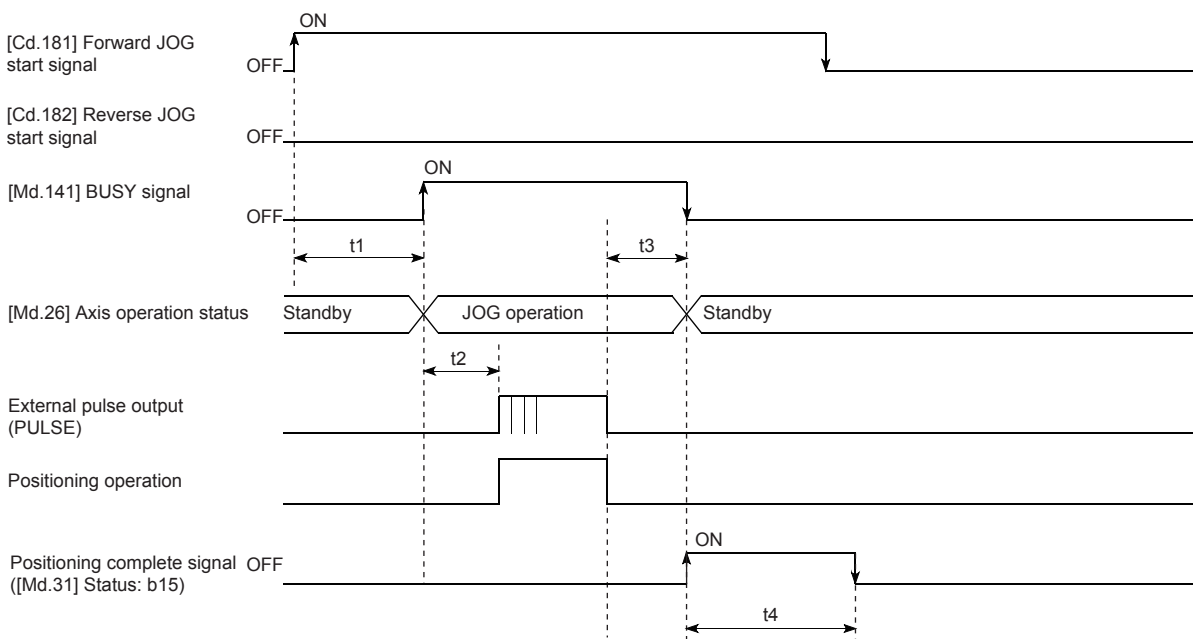 ON
[Cd.181] Forward JOG
start signal
OFF
[Cd.182] Reverse JOG
start signal
OFF
ON
[Md.141] BUSY signal
OFF
t1
t3
[Md.26] Axis operation status
Standby
JOG operation
Standby
t2
External pulse output
(PULSE)
Positioning operation
ON
Positioning complete signal
([Md.31] Status: b15)
OFF
t4